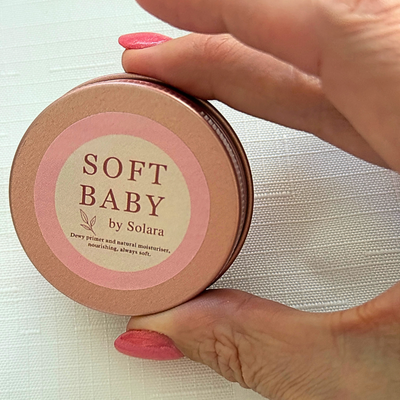 SOFT
BABY
by Solara
Dewy primer and natural moisturiser,
nourishing, always soft.